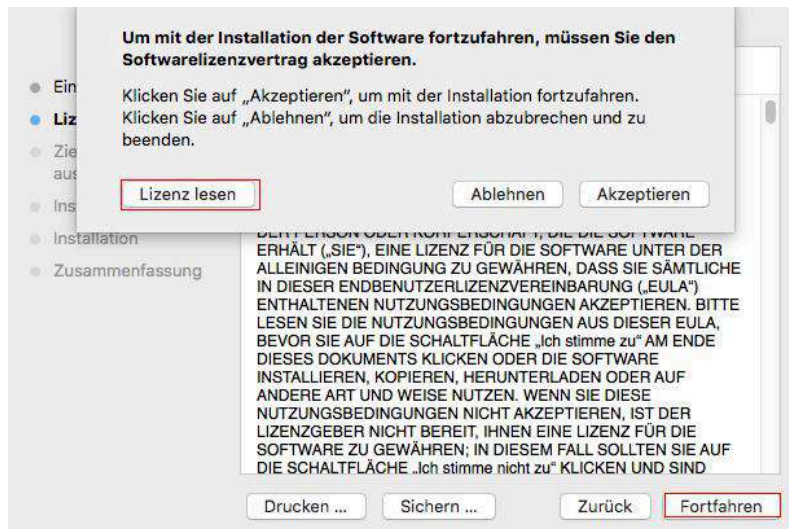 Um mit der Installation der Software fortzufahren, müssen Sie den
Softwarelizenzvertrag akzeptieren.
Klicken Sie auf „Akzeptieren“, um mit der Installation fortzufahren.
Klicken Sie auf „Ablehnen“, um die Installation abzubrechen und zu
beenden.
Lizenz lesen
Ablehnen
Akzeptieren
Ein
Liz
Zie
aus
Ins
Installation
Zusammenfassung
DER PERSON ODER KÖRPERSCHAFT, DIE DIE SOFTWARE
ERHÄLT („SIE“), EINE LIZENZ FÜR DIE SOFTWARE UNTER DER
ALLEINIGEN BEDINGUNG ZU GEWÄHREN, DASS SIE SÄMTLICHE
IN DIESER ENDBENUTZERLIZENZVEREINBARUNG („EULA“)
ENTHALTENEN NUTZUNGSBEDINGUNGEN AKZEPTIEREN. BITTE
LESEN SIE DIE NUTZUNGSBEDINGUNGEN AUS DIESER EULA,
BEVOR SIE AUF DIE SCHALTFLÄCHE „Ich stimme zu“ AM ENDE
DIESES DOKUMENTS KLICKEN ODER DIE SOFTWARE
INSTALLIEREN, KOPIEREN, HERUNTERLADEN ODER AUF
ANDERE ART UND WEISE NUTZEN. WENN SIE DIESE
NUTZUNGSBEDINGUNGEN NICHT AKZEPTIEREN, IST DER
LIZENZGEBER NICHT BEREIT, IHNEN EINE LIZENZ FÜR DIE
SOFTWARE ZU GEWÄHREN; IN DIESEM FALL SOLLTEN SIE AUF
DIE SCHALTFLÄCHE „Ich stimme nicht zu“ KLICKEN UND SIND
Drucken ...
Sichern ...
Zurück
Fortfahren